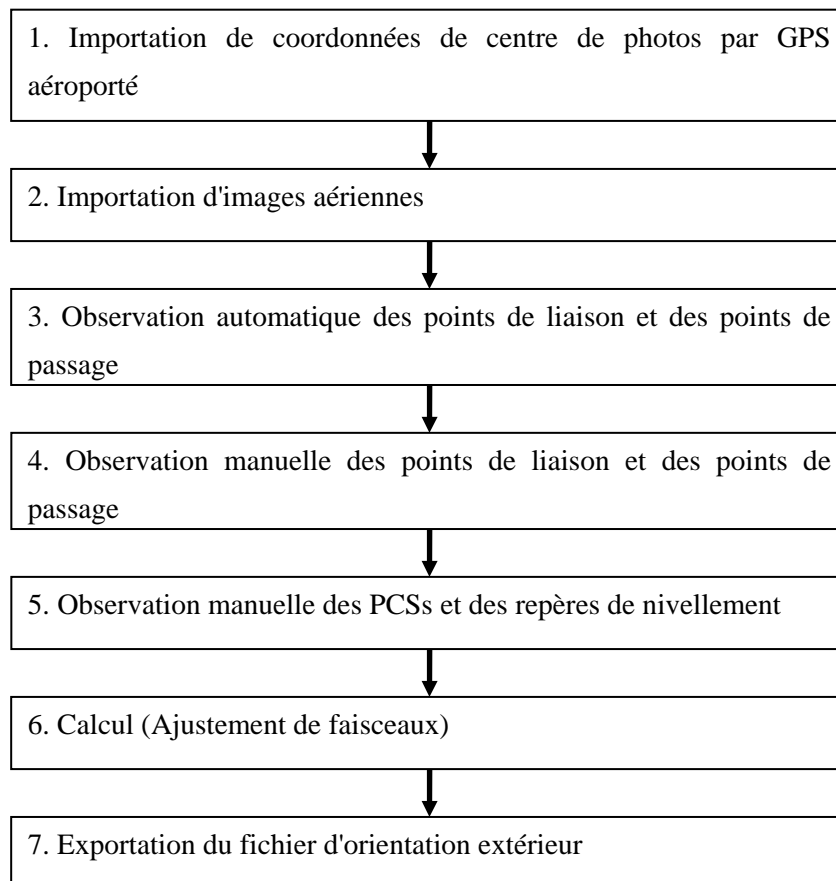 1. Importation de coordonnées de centre de photos par GPS
aéroporté
2. Importation d'images aériennes
3. Observation automatique des points de liaison et des points de
passage
4. Observation manuelle des points de liaison et des points de
passage
5. Observation manuelle des PCSs et des repères de nivellement
6. Calcul (Ajustement de faisceaux)
7. Exportation du fichier d'orientation extérieur